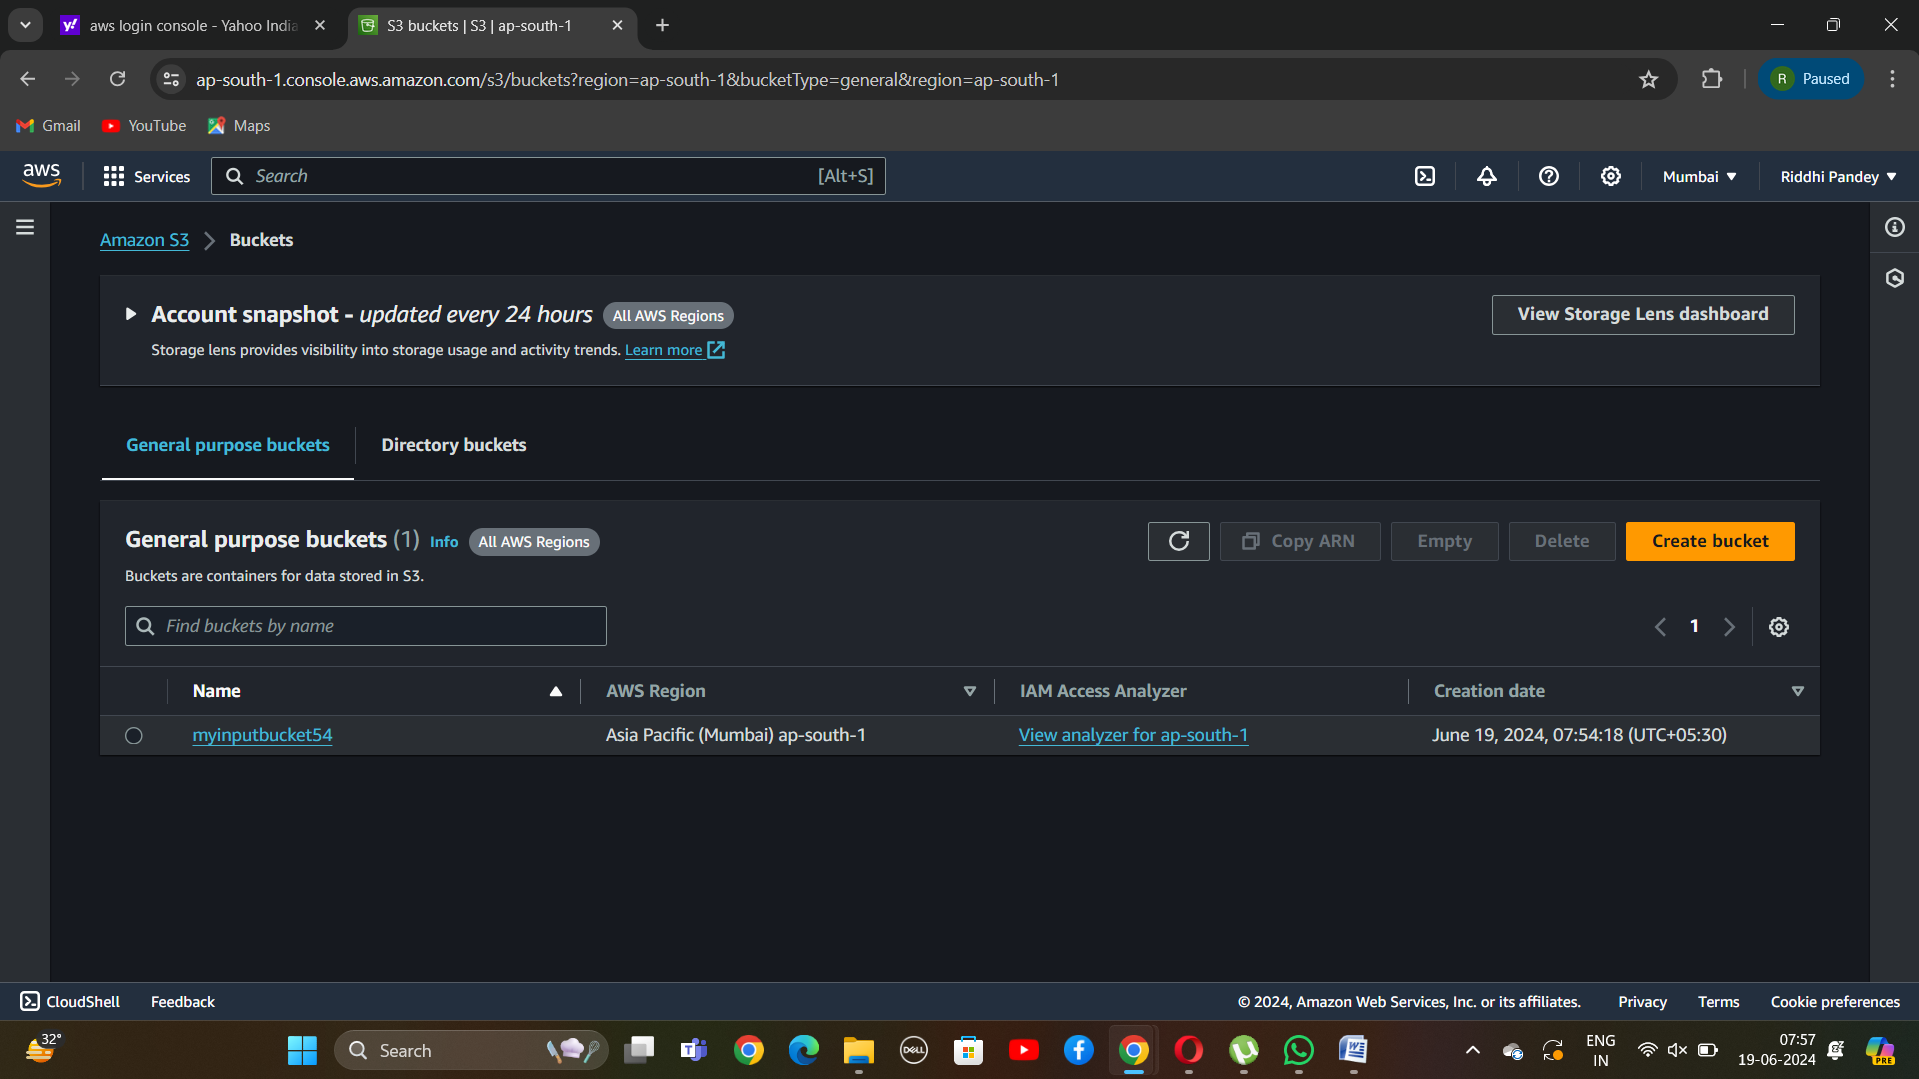 aws login console - Yahoo India
S3 buckets | S3 | ap-south-1
ap-south-1.console.aws.amazon.com/s3/buckets?region=ap-south-1&bucketType=general&region=ap-south-1
R Paused
Gmail YouTube Maps
aws Services Search [Alt+S] Mumbai Riddhi Pandey
Amazon S3 Buckets
Account snapshot - updated every 24 hours All AWS Regions
View Storage Lens dashboard
Storage lens provides visibility into storage usage and activity trends. Learn more
General purpose buckets Directory buckets
General purpose buckets (1) Info All AWS Regions
Copy ARN Empty Delete Create bucket
Buckets are containers for data stored in S3.
Find buckets by name
1
Name AWS Region IAM Access Analyzer Creation date
myinputbucket54 Asia Pacific (Mumbai) ap-south-1 View analyzer for ap-south-1 June 19, 2024, 07:54:18 (UTC+05:30)
CloudShell Feedback © 2024, Amazon Web Services, Inc. or its affiliates. Privacy Terms Cookie preferences
32°
Search
DELL
ENG
IN
07:57
19-06-2024
PRE